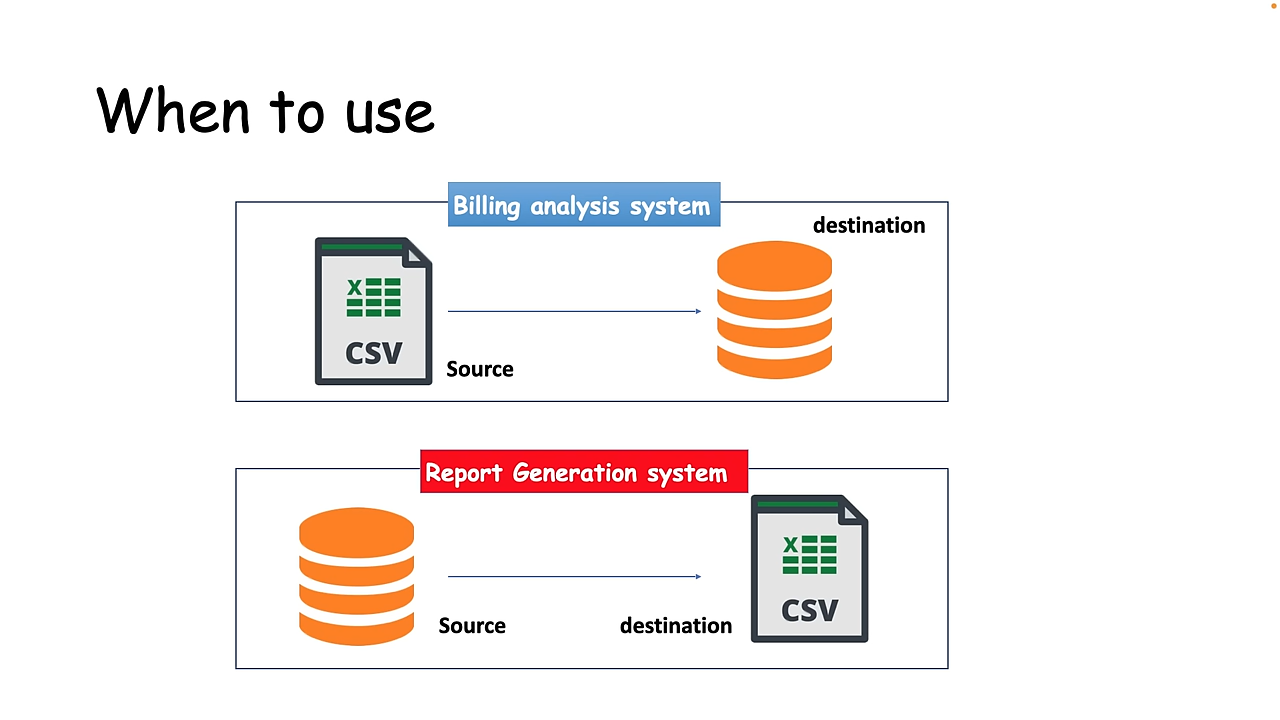 When to use
Billing analysis system
destination
X
CSV
Source
Report Generation system
X
CSV
Source
destination